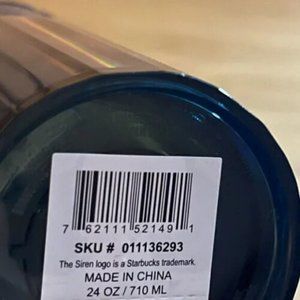 7 62111 52149 1
SKU # 011136293
The Siren logo is a Starbucks trademark.
MADE IN CHINA
24 OZ / 710 ML